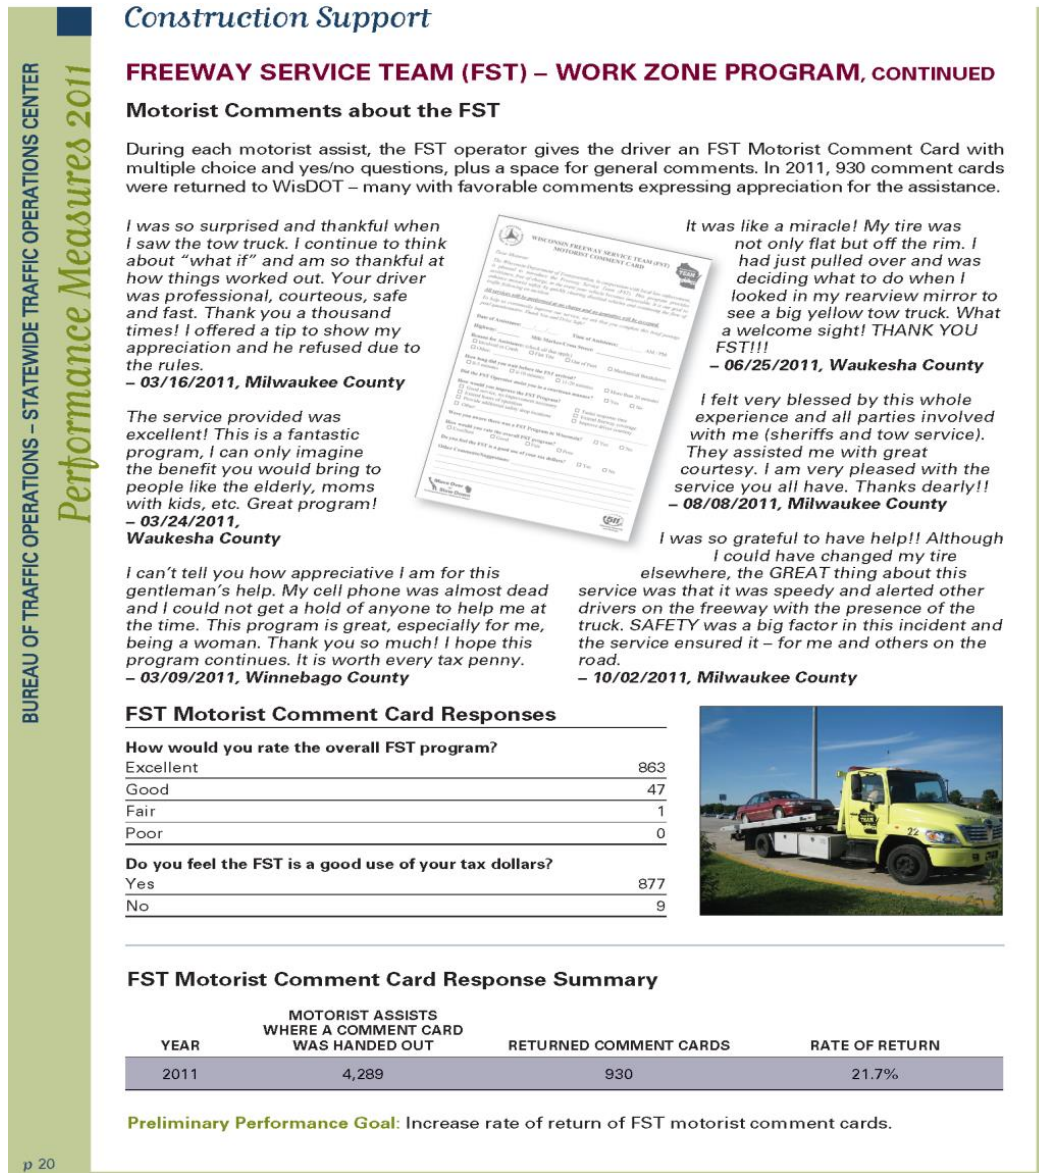 Construction Support
BUREAU OF TRAFFIC OPERATIONS – STATEWIDE TRAFFIC OPERATIONS CENTER
Performance Measures 2011
FREEWAY SERVICE TEAM (FST) – WORK ZONE PROGRAM, CONTINUED
Motorist Comments about the FST
During each motorist assist, the FST operator gives the driver an FST Motorist Comment Card with
multiple choice and yes/no questions, plus a space for general comments. In 2011, 930 comment cards
were returned to WisDOT – many with favorable comments expressing appreciation for the assistance.
I was so surprised and thankful when
I saw the tow truck. I continue to think
about “what if” and am so thankful at
how things worked out. Your driver
was professional, courteous, safe
and fast. Thank you a thousand
times! I offered a tip to show my
appreciation and he refused due to
the rules.
– 03/16/2011, Milwaukee County
The service provided was
excellent! This is a fantastic
program, I can only imagine
the benefit you would bring to
people like the elderly, moms
with kids, etc. Great program!
– 03/24/2011,
Waukesha County
I can’t tell you how appreciative I am for this
gentleman’s help. My cell phone was almost dead
and I could not get a hold of anyone to help me at
the time. This program is great, especially for me,
being a woman. Thank you so much! I hope this
program continues. It is worth every tax penny.
– 03/09/2011, Winnebago County
WISCONSIN FREEWAY SERVICE TEAM (FST)
MOTORIST COMMENT CARD
It was like a miracle! My tire was
not only flat but off the rim. I
had just pulled over and was
deciding what to do when I
looked in my rearview mirror to
see a big yellow tow truck. What
a welcome sight! THANK YOU
FST!!!
– 06/25/2011, Waukesha County
I felt very blessed by this whole
experience and all parties involved
with me (sheriffs and tow service).
They assisted me with great
courtesy. I am very pleased with the
service you all have. Thanks dearly!!
– 08/08/2011, Milwaukee County
I was so grateful to have help!! Although
I could have changed my tire
elsewhere, the GREAT thing about this
service was that it was speedy and alerted other
drivers on the freeway with the presence of the
truck. SAFETY was a big factor in this incident and
the service ensured it – for me and others on the
road.
– 10/02/2011, Milwaukee County
FST Motorist Comment Card Responses
How would you rate the overall FST program?
Excellent 863
Good 47
Fair 1
Poor 0
Do you feel the FST is a good use of your tax dollars?
Yes 877
No 9
22
FST Motorist Comment Card Response Summary
MOTORIST ASSISTS
WHERE A COMMENT CARD
YEAR WAS HANDED OUT RETURNED COMMENT CARDS RATE OF RETURN
2011 4,289 930 21.7%
Preliminary Performance Goal: Increase rate of return of FST motorist comment cards.
p 20